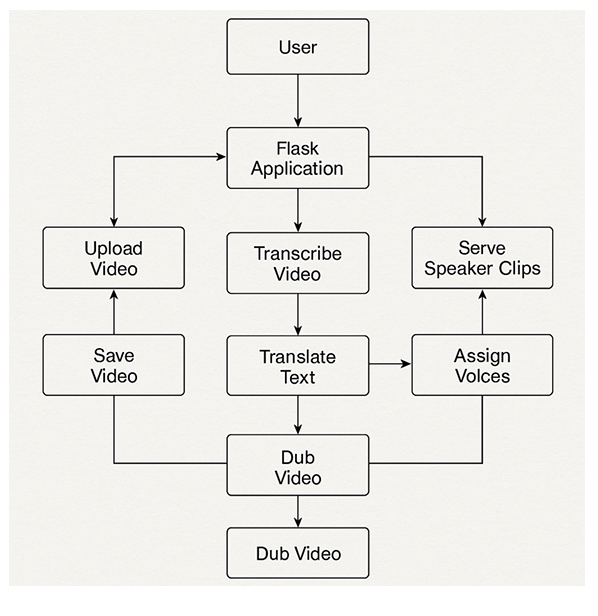 User
Flask
Application
Upload
Video
Transcribe
Video
Serve
Speaker Clips
Save
Video
Translate
Text
Assign
Volces
Dub
Video
Dub Video